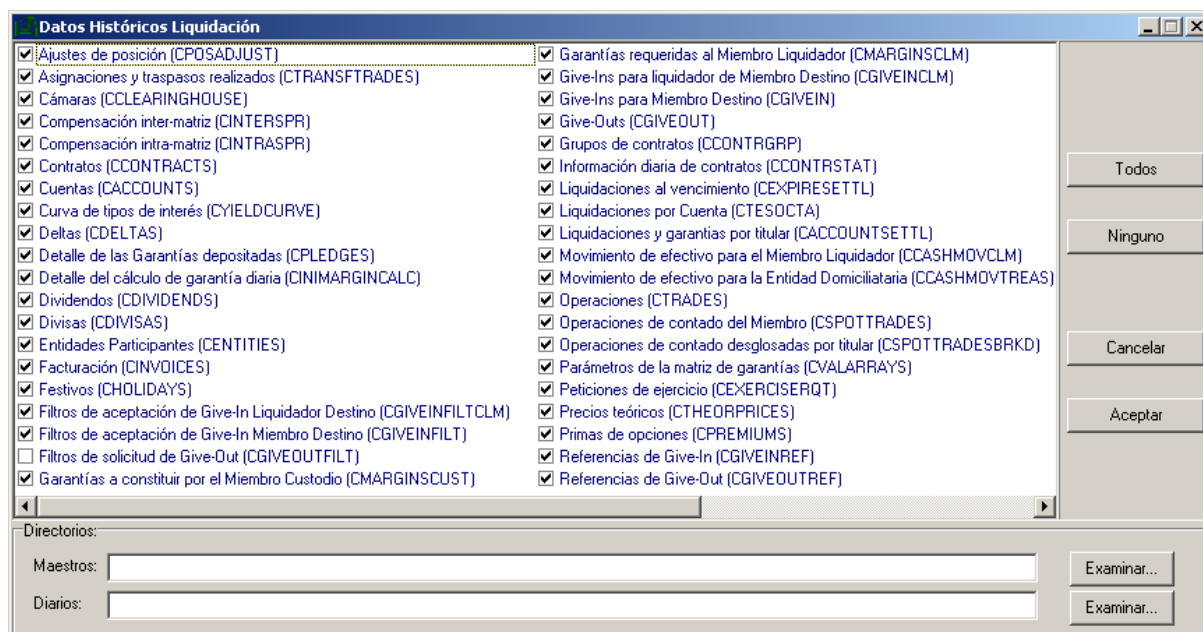 Datos Históricos Liquidación
Ajustes de posición (CPOSADJUST)
Asignaciones y traspasos realizados (CTRANSFTRADES)
Cámaras (CCLEARINGHOUSE)
Compensación inter-matriz (CINTERSPR)
Compensación intra-matriz (CINTRASPR)
Contratos (CCONTRACTS)
Cuentas (CACCOUNTS)
Curva de tipos de interés (CYIELDCURVE)
Deltas (CDELTAS)
Detalle de las Garantías depositadas (CPLEDGES)
Detalle del cálculo de garantía diaria (CINIMARGINCALC)
Dividendos (CDIVIDENDS)
Divisas (CDIVISAS)
Entidades Participantes (CENTITIES)
Facturación (CINVOICES)
Festivos (CHOLIDAYS)
Filtros de aceptación de Give-In Liquidador Destino (CGIVEINFILTCLM)
Filtros de aceptación de Give-In Miembro Destino (CGIVEINFILT)
Filtros de solicitud de Give-Out (CGIVEOUTFILT)
Garantías a constituir por el Miembro Custodio (CMARGINSCUST)
Garantías requeridas al Miembro Liquidador (CMARGINSCLM)
Give-Ins para liquidador de Miembro Destino (CGIVEINCLM)
Give-Ins para Miembro Destino (CGIVEIN)
Give-Outs (CGIVEOUT)
Grupos de contratos (CCONTRGRP)
Información diaria de contratos (CCONTRSTAT)
Liquidaciones al vencimiento (CEXPIRESETTL)
Liquidaciones por Cuenta (CTESOCTA)
Liquidaciones y garantias por titular (CACCOUNTSETTL)
Movimiento de efectivo para el Miembro Liquidador (CCASHMOVCLM)
Movimiento de efectivo para la Entidad Domiciliataria (CCASHMOVTREAS)
Operaciones (CTRADES)
Operaciones de contado del Miembro (CSPOTTRADES)
Operaciones de contado desglosadas por titular (CSPOTTRADESBRKD)
Parámetros de la matriz de garantías (CVALARRAYS)
Peticiones de ejercicio (CEXERCISERQT)
Precios teóricos (CTHEORPRICES)
Primas de opciones (CPREMIUMS)
Referencias de Give-In (CGIVEINREF)
Referencias de Give-Out (CGIVEOUTREF)
Todos
Ninguno
Cancelar
Aceptar
Directorios:
Maestros:
Examinar...
Diarios:
Examinar...